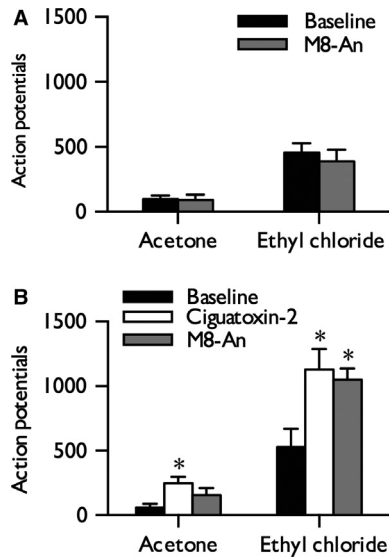 A
1500
Baseline
M8-An
1000
Action potentials
500
0
Acetone Ethyl chloride
B
Baseline
Ciguatoxin-2
M8-An
1500
*
*
1000
Action potentials
500
*
0
Acetone Ethyl chloride